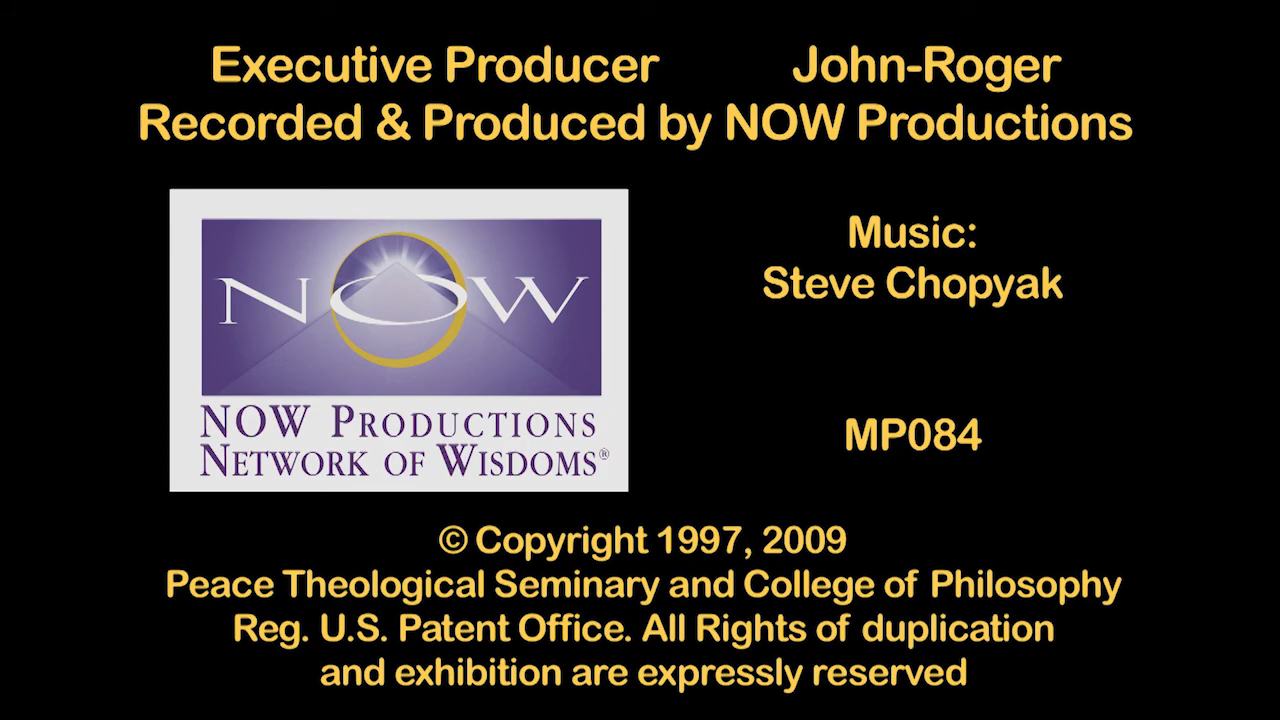 Executive Producer John-Roger
Recorded & Produced by NOW Productions
NOW
NOW PRODUCTIONS
NETWORK OF WISDOMS®
Music:
Steve Chopyak
MP084
© Copyright 1997, 2009
Peace Theological Seminary and College of Philosophy
Reg. U.S. Patent Office. All Rights of duplication
and exhibition are expressly reserved